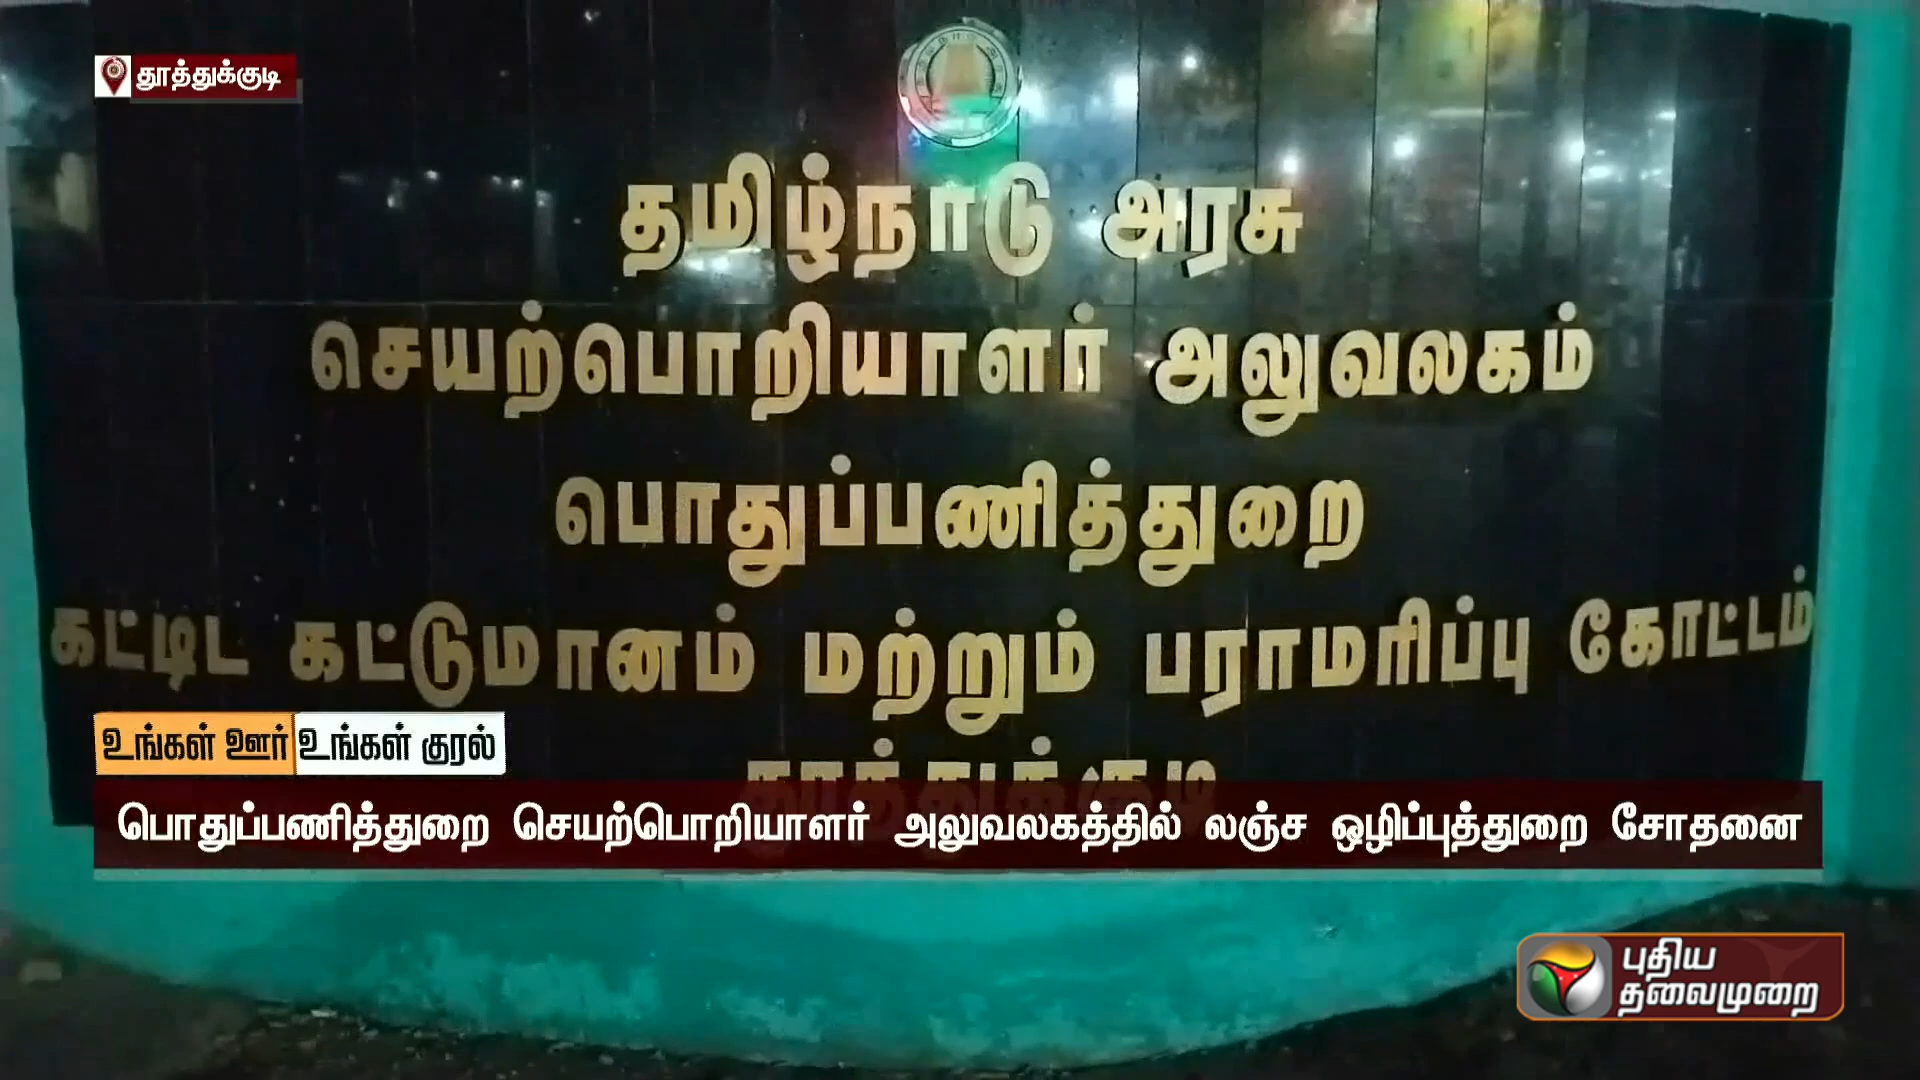 தூத்துக்குடி
தமிழ்நாடு அரசு
செயற்பொறியாளர் அலுவலகம்
பொதுப்பணித்துறை
கட்டிட கட்டுமானம் மற்றும் பராமரிப்பு கோட்டம்
தூத்துக்குடி
உங்கள் ஊர் உங்கள் குரல்
பொதுப்பணித்துறை செயற்பொறியாளர் அலுவலகத்தில் லஞ்ச ஒழிப்புத்துறை சோதனை
புதிய
தலைமுறை